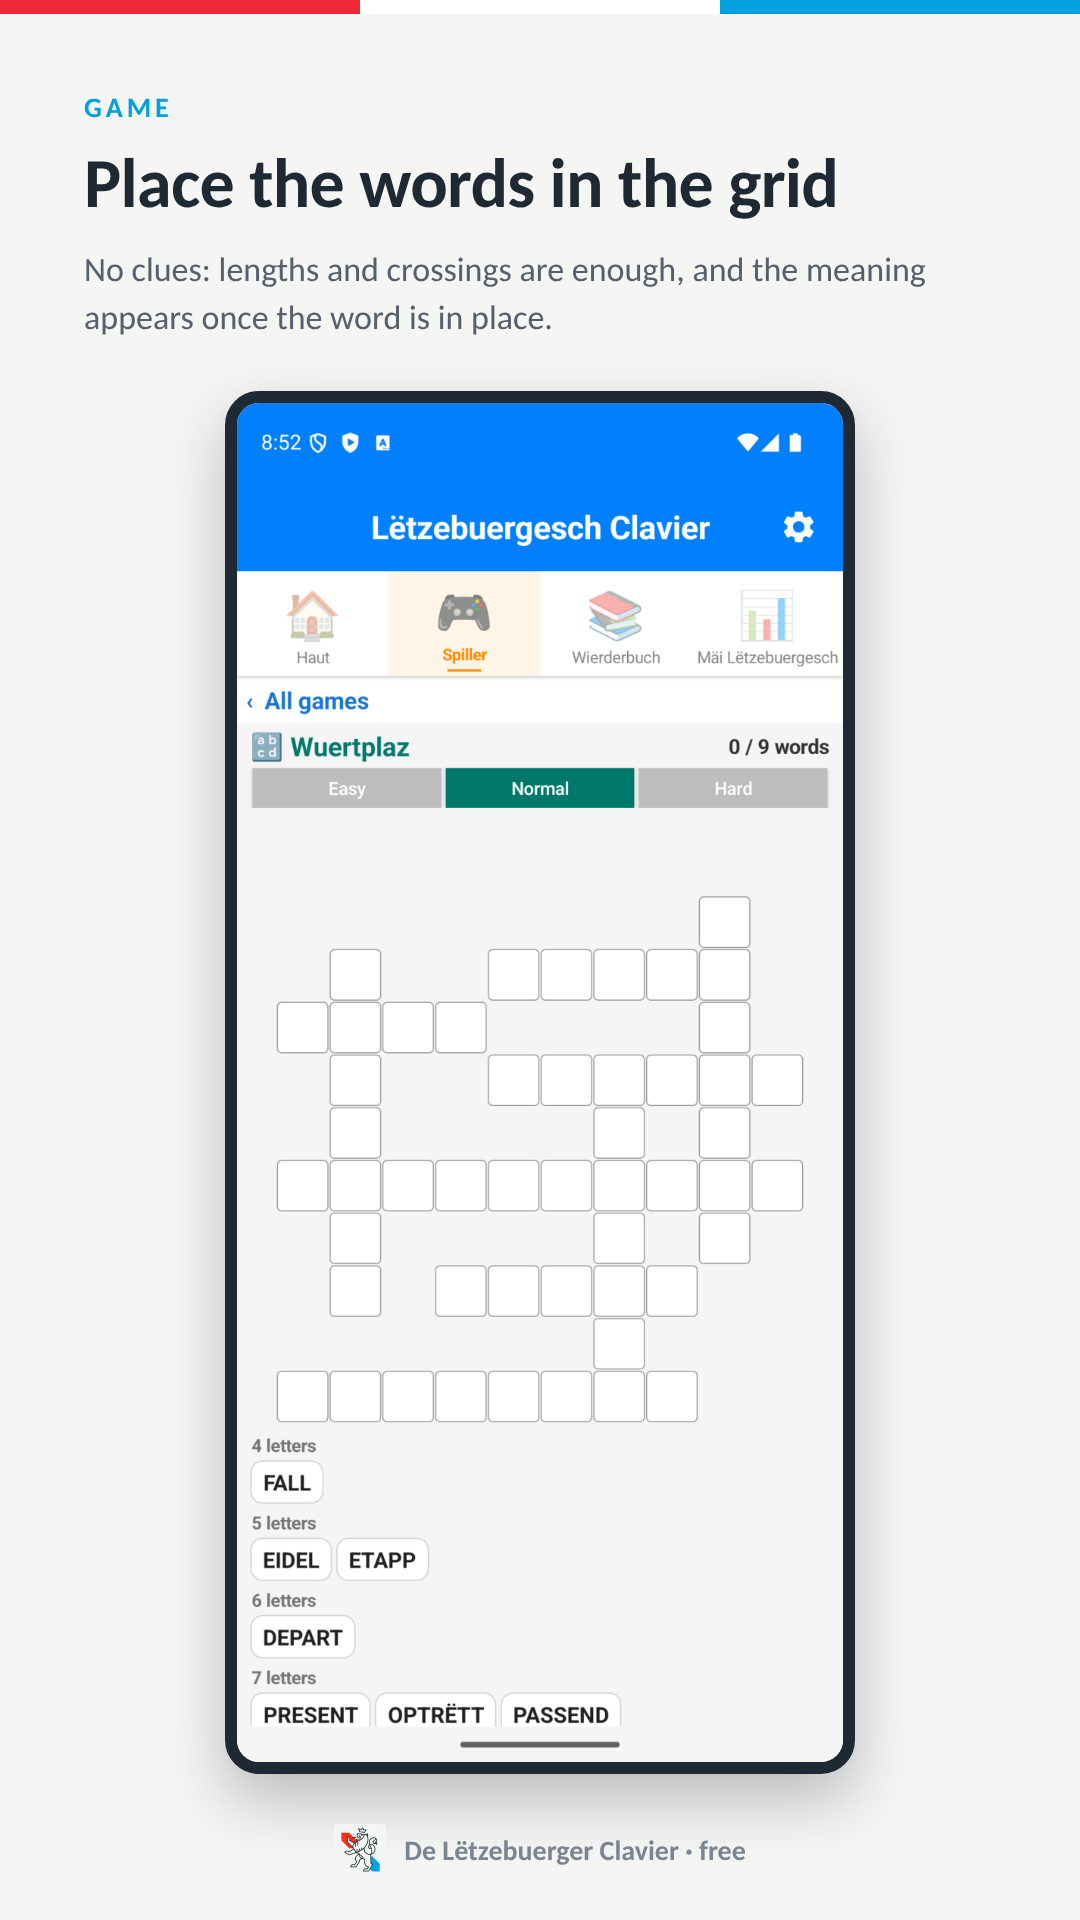 GAME
Place the words in the grid
No clues: lengths and crossings are enough, and the meaning
appears once the word is in place.
8:52
Lëtzebuergesch Clavier
Haut
Spiller
Wierderbuch
Mäi Lëtzebuergesch
‹ All games
Wuertplaz
0 / 9 words
Easy
Normal
Hard
4 letters
FALL
5 letters
EIDEL ETAPP
6 letters
DEPART
7 letters
PRESENT OPTRËTT PASSEND
De Lëtzebuerger Clavier · free